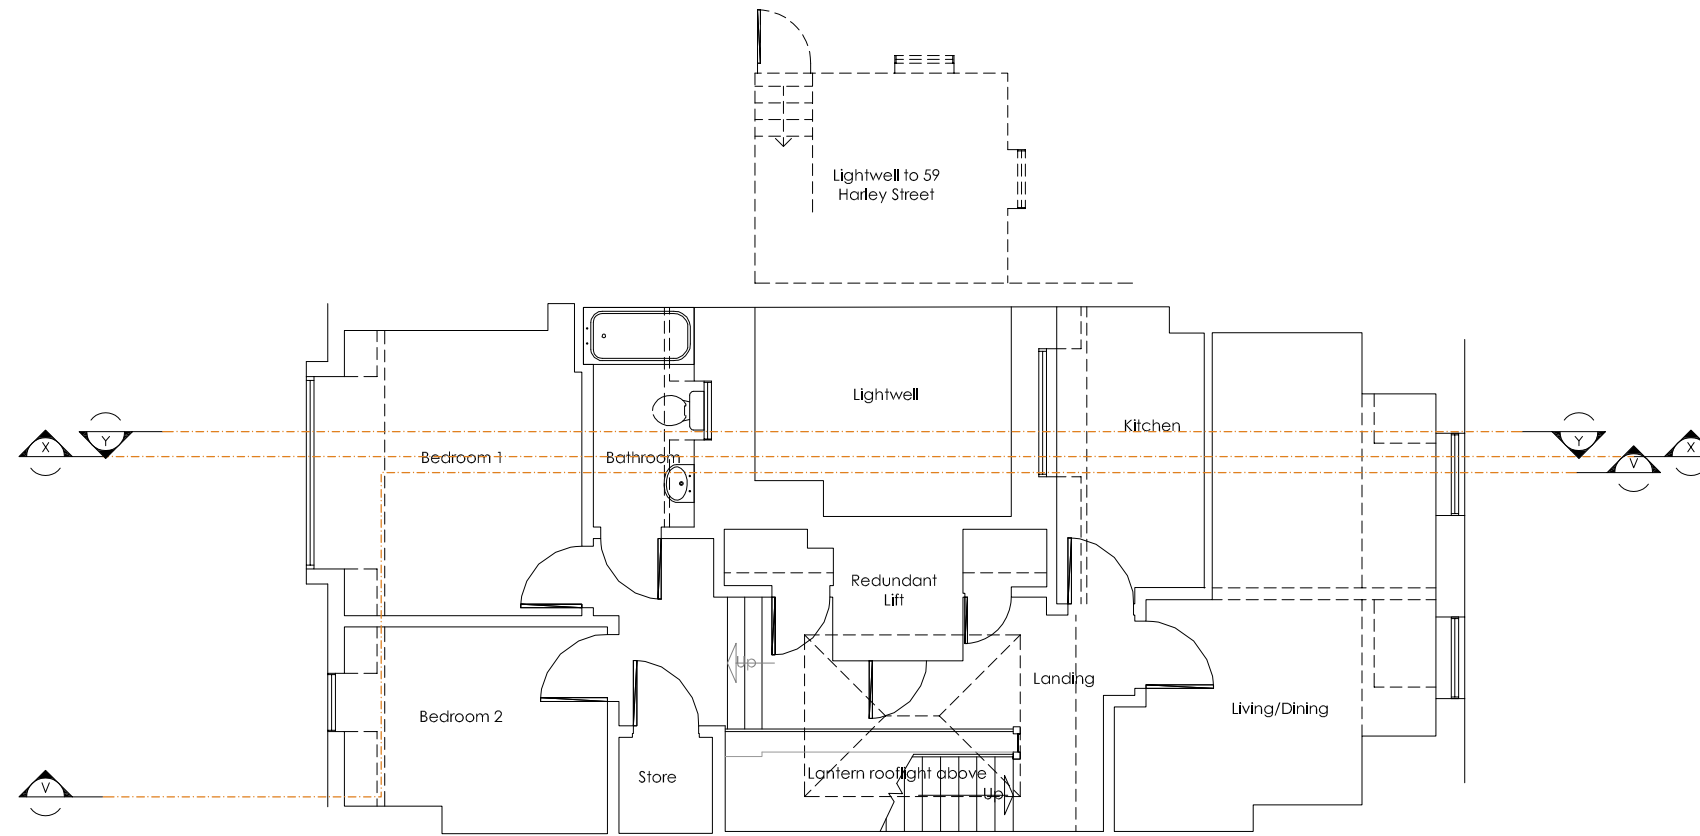 Lightwell to 59
Harley Street
Lightwell
Kitchen
Y
Y
X
X
Bedroom 1
Bathroom
V
Redundant
Lift
Up
Landing
Bedroom 2
Living/Dining
Store
Lantern rooflight above
V
Up